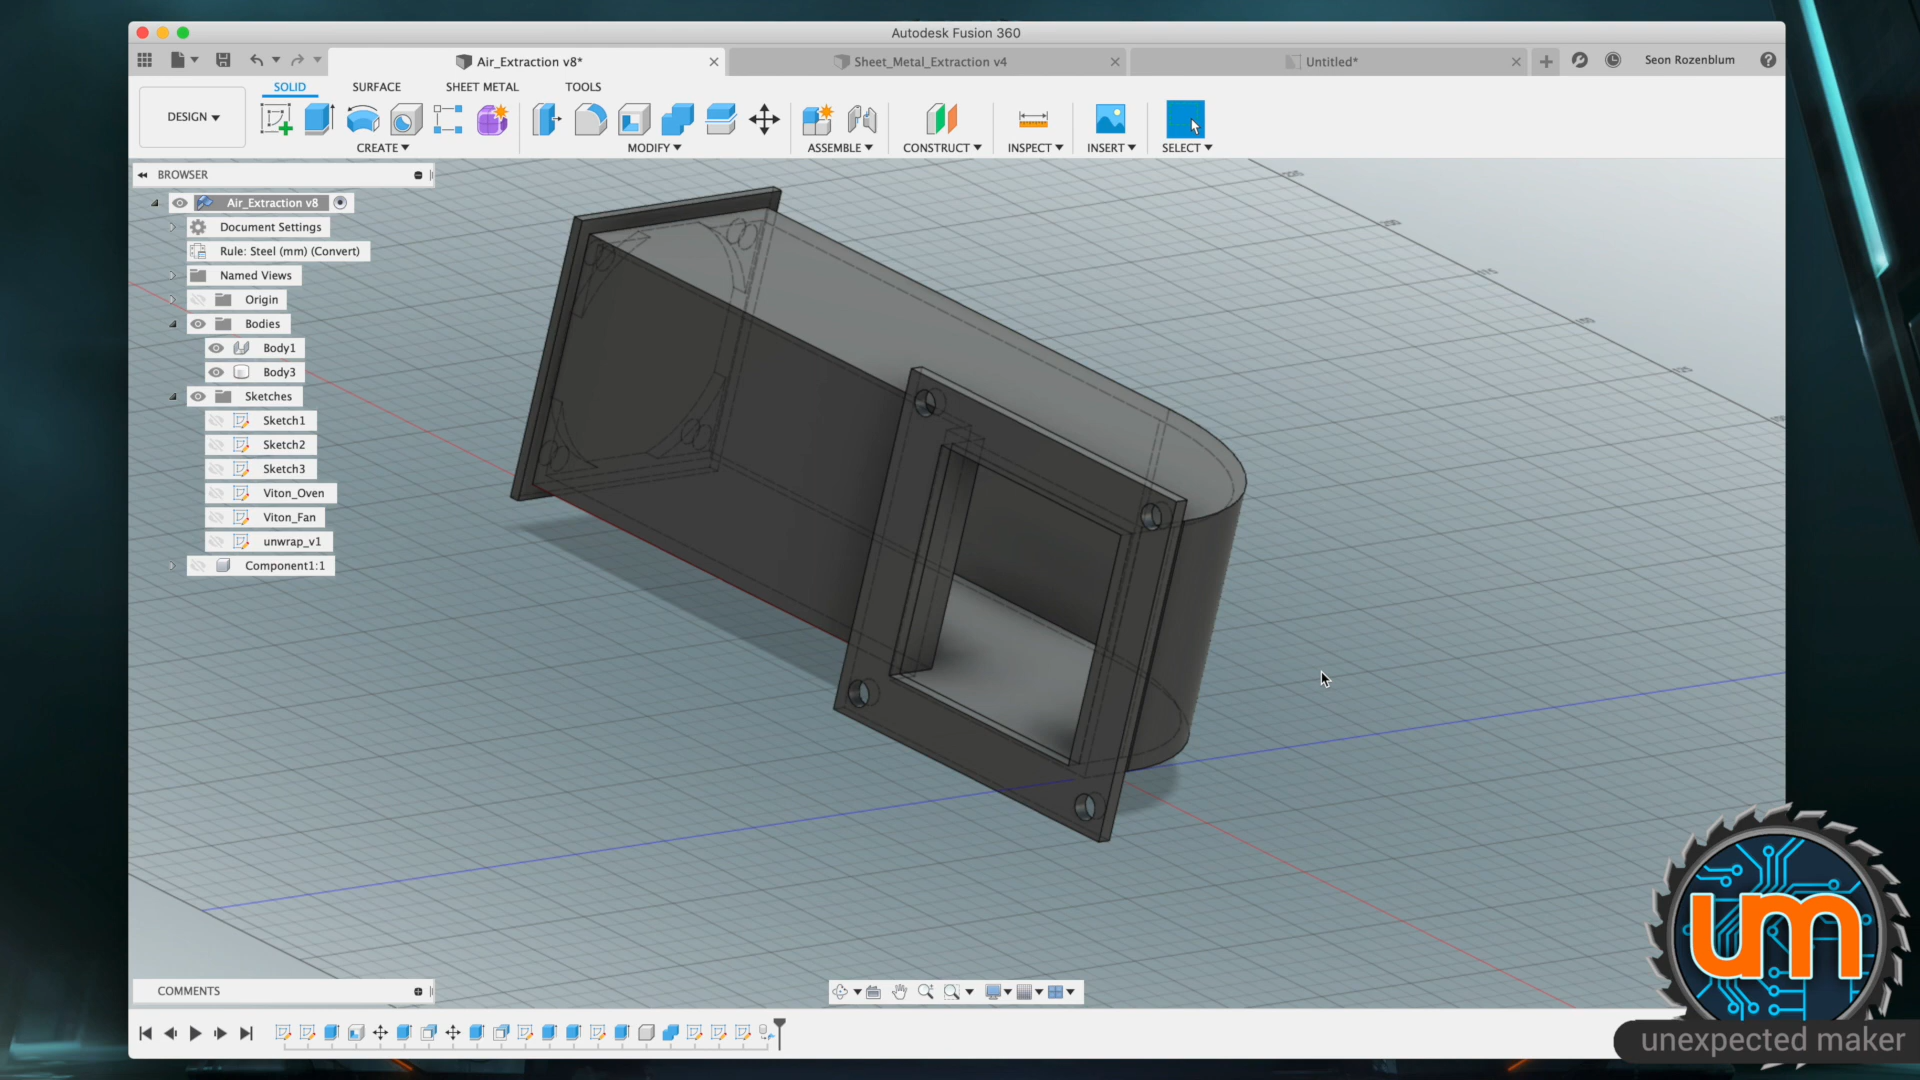 Autodesk Fusion 360
Air_Extraction v8*
Sheet_Metal_Extraction v4
Untitled*
Seon Rozenblum
SOLID
SURFACE
SHEET METAL
TOOLS
DESIGN
CREATE
MODIFY
ASSEMBLE
CONSTRUCT
INSPECT
INSERT
SELECT
BROWSER
Air_Extraction v8
Document Settings
Rule: Steel (mm) (Convert)
Named Views
Origin
Bodies
Body1
Body3
Sketches
Sketch1
Sketch2
Sketch3
Viton_Oven
Viton_Fan
unwrap_v1
Component1:1
COMMENTS
um
unexpected maker